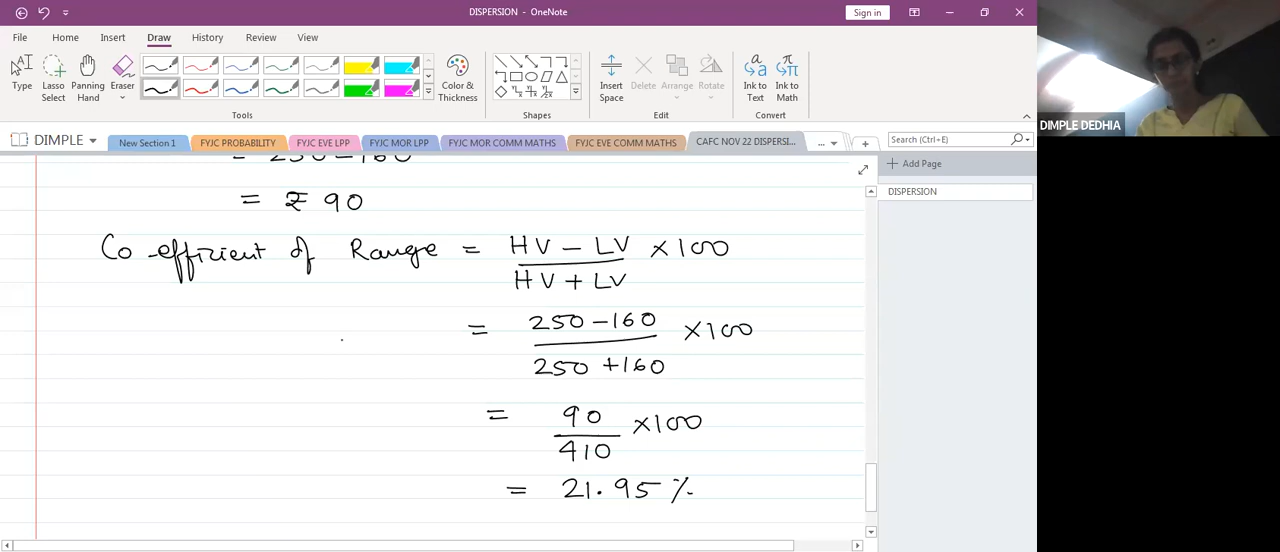 DISPERSION - OneNote
Sign in
File Home Insert Draw History Review View
Type
Lasso Select
Panning Hand
Eraser
Color & Thickness
Insert Space
Delete
Arrange
Rotate
Ink to Text
Ink to Math
Tools
Shapes
Edit
Convert
DIMPLE
New Section 1
FYJC PROBABILITY
FYJC EVE LPP
FYJC MOR LPP
FYJC MOR COMM MATHS
FYJC EVE COMM MATHS
CAFC NOV 22 DISPERSI...
Search (Ctrl+E)
Add Page
DISPERSION
DIMPLE DEDHIA
= 250 - 160
= ₹ 90
Co-efficient of Range = HV - LV × 100
HV + LV
= 250 - 160 × 100
250 + 160
= 90 × 100
410
= 21.95 %